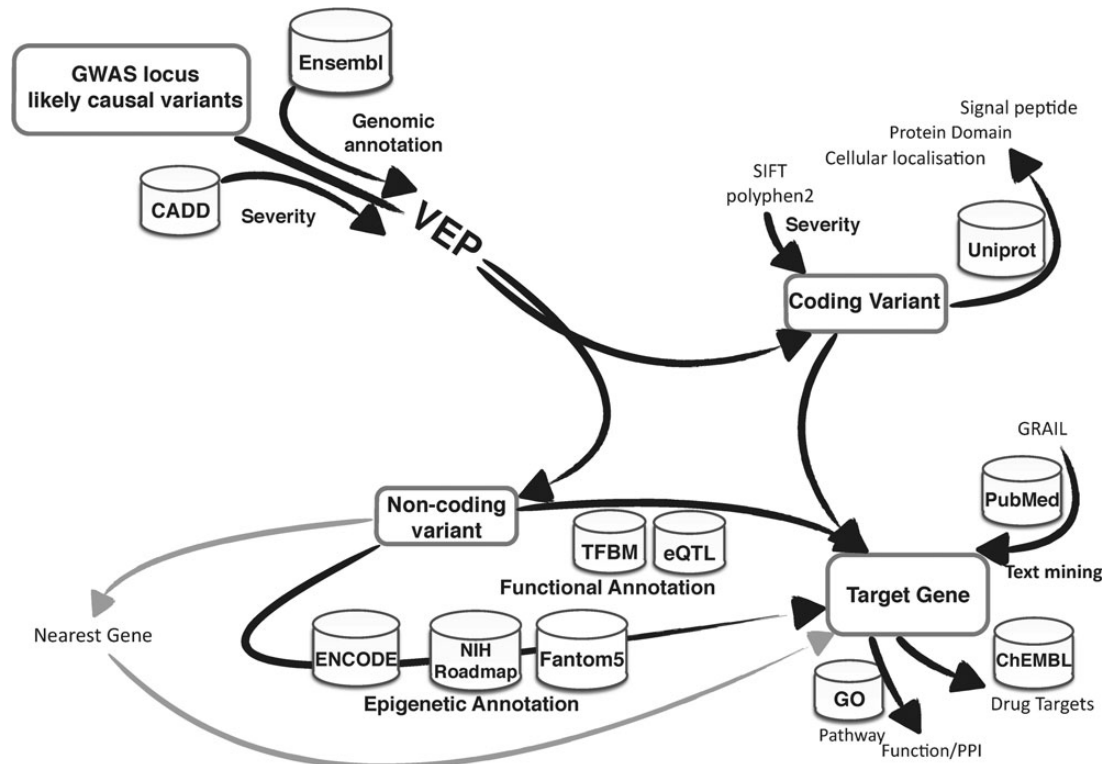 GWAS locus
likely causal variants
Ensembl
Genomic
annotation
CADD
Severity
VEP
Signal peptide
Protein Domain
Cellular localisation
SIFT
polyphen2
Severity
Uniprot
Coding Variant
GRAIL
PubMed
Text mining
Non-coding
variant
TFBM
eQTL
Functional Annotation
Target Gene
Nearest Gene
ENCODE
NIH
Roadmap
Fantom5
Epigenetic Annotation
ChEMBL
Drug Targets
GO
Pathway
Function/PPI